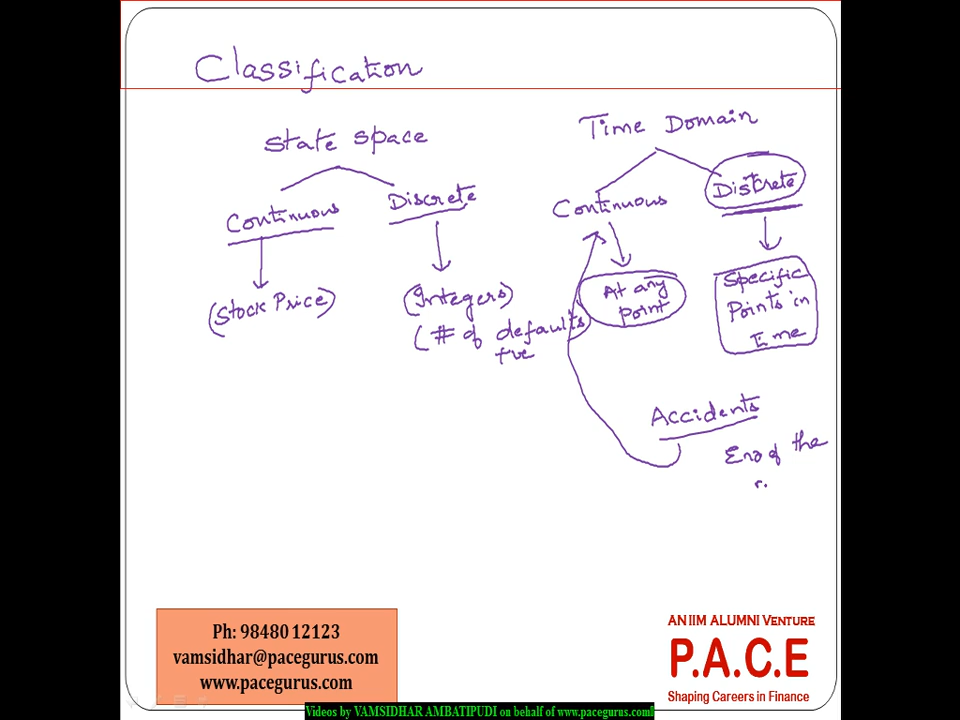 Classification
State Space
Continuous
Discrete
(Stock Price)
(Integers)
(# of defaults)
+ve
Time Domain
Continuous
Discrete
At any
Point
Specific
Points in
Time
Accidents
End of the
Ph: 98480 12123
vamsidhar@pacegurus.com
www.pacegurus.com
AN IIM ALUMNI VENTURE
P.A.C.E
Shaping Careers in Finance
Videos by VAMSIDHAR AMBATIPUDI on behalf of www.pacegurus.com